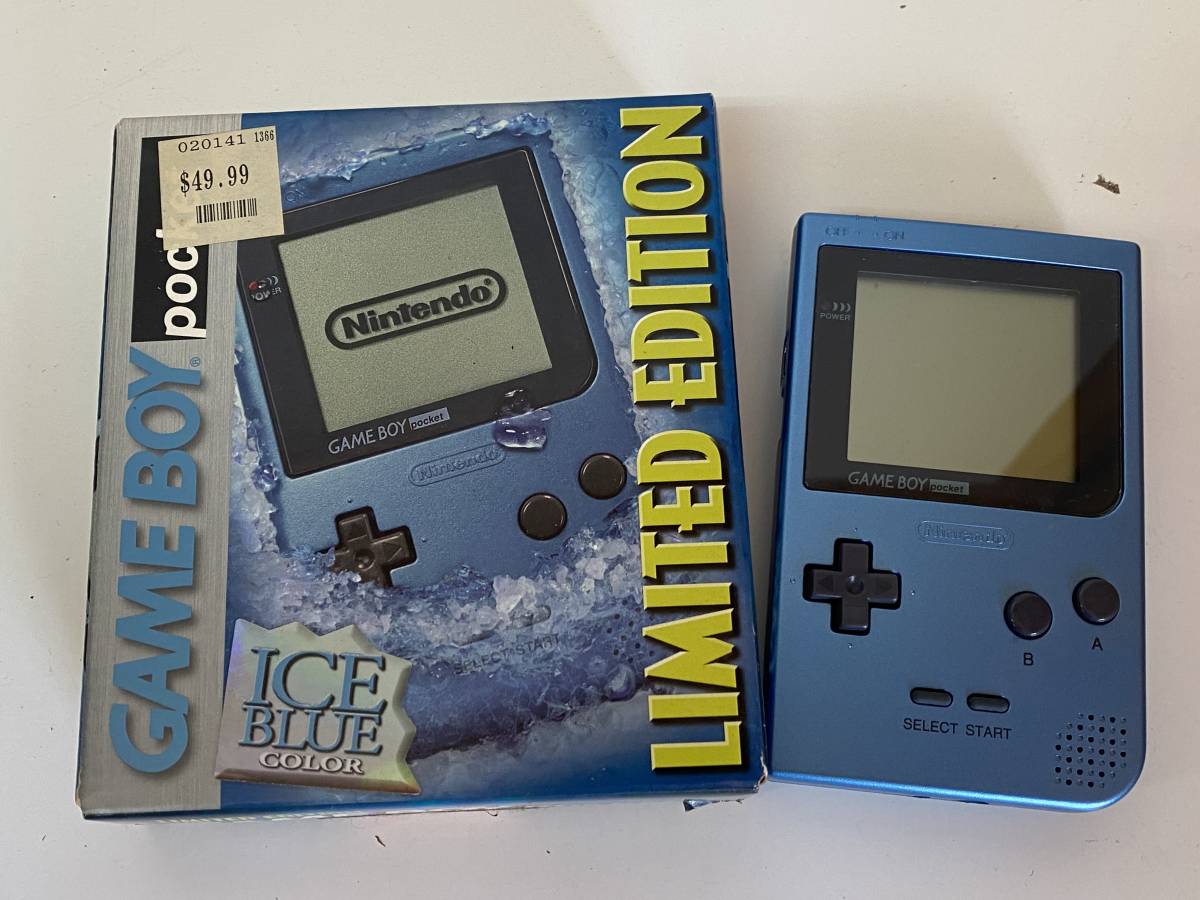 020141 1366
$49.99
GAME BOY®
pocket
LIMITED EDITION
POWER
Nintendo®
GAME BOY pocket
Nintendo
SELECT START
ICE
BLUE
COLOR
OFF ON
POWER
GAME BOY pocket
Nintendo
B
A
SELECT START